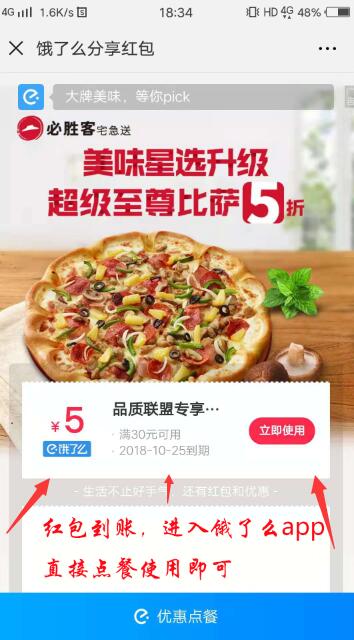 4G 1.6K/s 18:34 HD 4G 48%
饿了么分享红包
大牌美味，等你pick
必胜客宅急送
美味星选升级
超级至尊比萨5折
¥5
品质联盟专享…
饿了么
· 满30元可用
立即使用
· 2018-10-25到期
- 生活不止好手气，还有红包和优惠 -
红包到账，进入饿了么app
直接点餐使用即可
优惠点餐